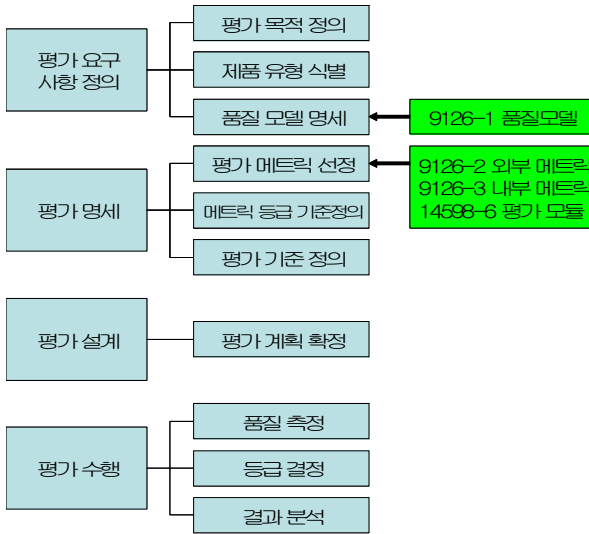 평가 요구
사항 정의
평가 목적 정의
제품 유형 식별
품질 모델 명세
9126-1 품질모델
평가 명세
평가 메트릭 선정
메트릭 등급 기준정의
평가 기준 정의
9126-2 외부 메트릭
9126-3 내부 메트릭
14598-6 평가 모듈
평가 설계
평가 계획 확정
평가 수행
품질 측정
등급 결정
결과 분석